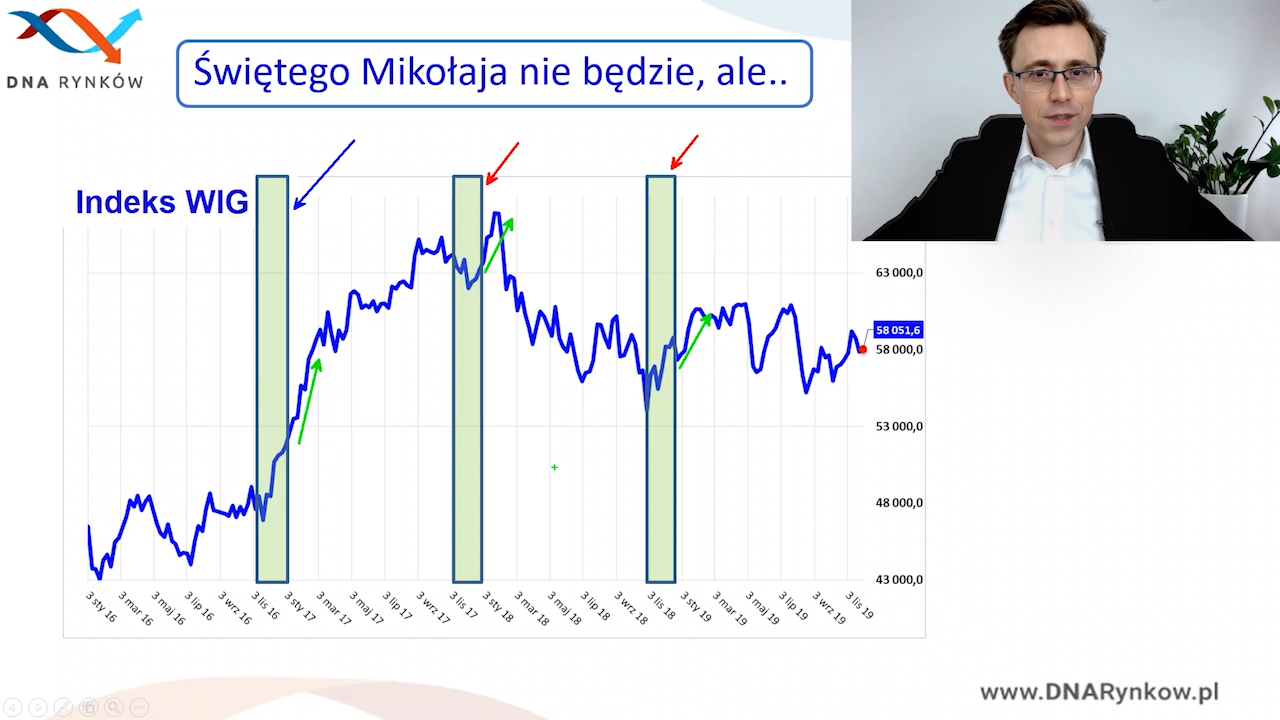 DNA RYNKÓW
Świętego Mikołaja nie będzie, ale..
Indeks WIG
63 000,0
58 051,6
58 000,0
53 000,0
48 000,0
43 000,0
3 sty 16
3 mar 16
3 maj 16
3 lip 16
3 wrz 16
3 lis 16
3 sty 17
3 mar 17
3 maj 17
3 lip 17
3 wrz 17
3 lis 17
3 sty 18
3 mar 18
3 maj 18
3 lip 18
3 wrz 18
3 lis 18
3 sty 19
3 mar 19
3 maj 19
3 lip 19
3 wrz 19
3 lis 19
www.DNARynkow.pl